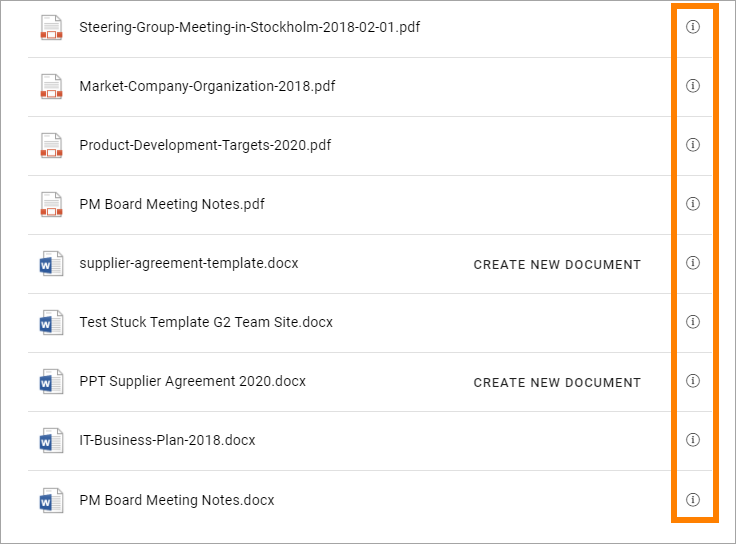 Steering-Group-Meeting-in-Stockholm-2018-02-01.pdf
Market-Company-Organization-2018.pdf
Product-Development-Targets-2020.pdf
PM Board Meeting Notes.pdf
supplier-agreement-template.docx CREATE NEW DOCUMENT
Test Stuck Template G2 Team Site.docx
PPT Supplier Agreement 2020.docx CREATE NEW DOCUMENT
IT-Business-Plan-2018.docx
PM Board Meeting Notes.docx